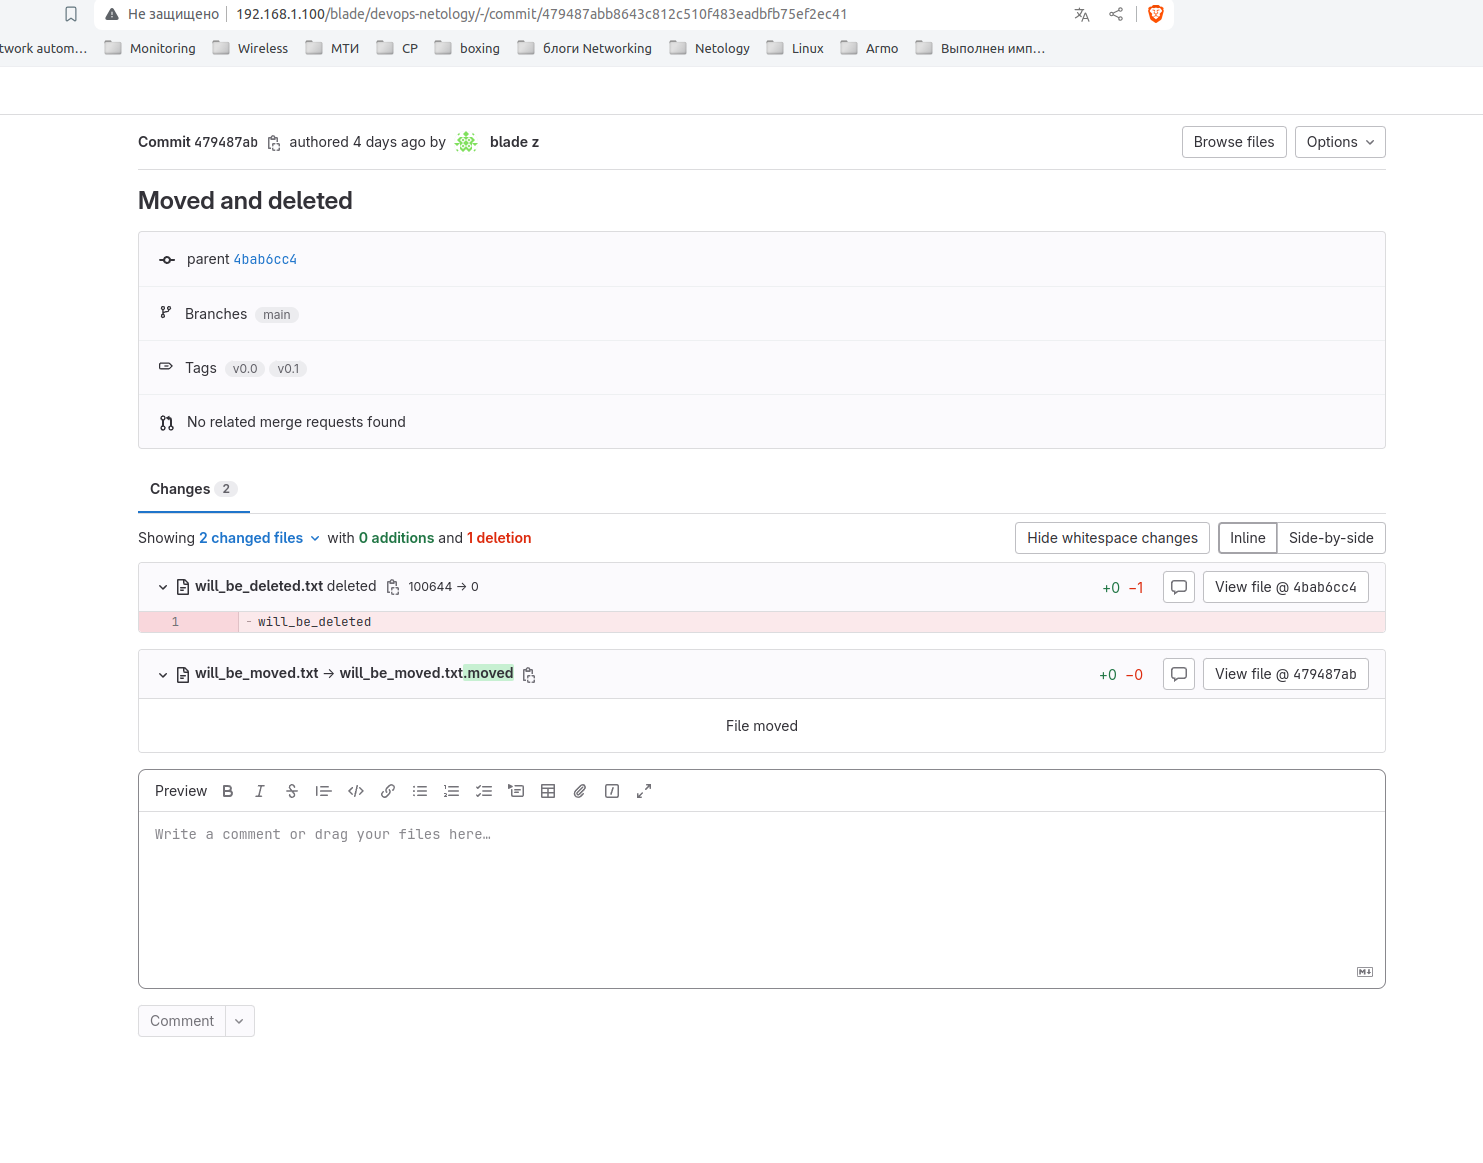 Не защищено 192.168.1.100/blade/devops-netology/-/commit/479487abb8643c812c510f483eadbfb75ef2ec41
twork autom… Monitoring Wireless МТИ CP boxing блоги Networking Netology Linux Armo Выполнен имп…
Commit 479487ab authored 4 days ago by blade z Browse files Options
Moved and deleted
parent 4bab6cc4
Branches main
Tags v0.0 v0.1
No related merge requests found
Changes 2
Showing 2 changed files with 0 additions and 1 deletion Hide whitespace changes Inline Side-by-side
will_be_deleted.txt deleted 100644 → 0 +0 −1 View file @ 4bab6cc4
1 - will_be_deleted
will_be_moved.txt → will_be_moved.txt.moved +0 −0 View file @ 479487ab
File moved
Preview
Write a comment or drag your files here…
Comment